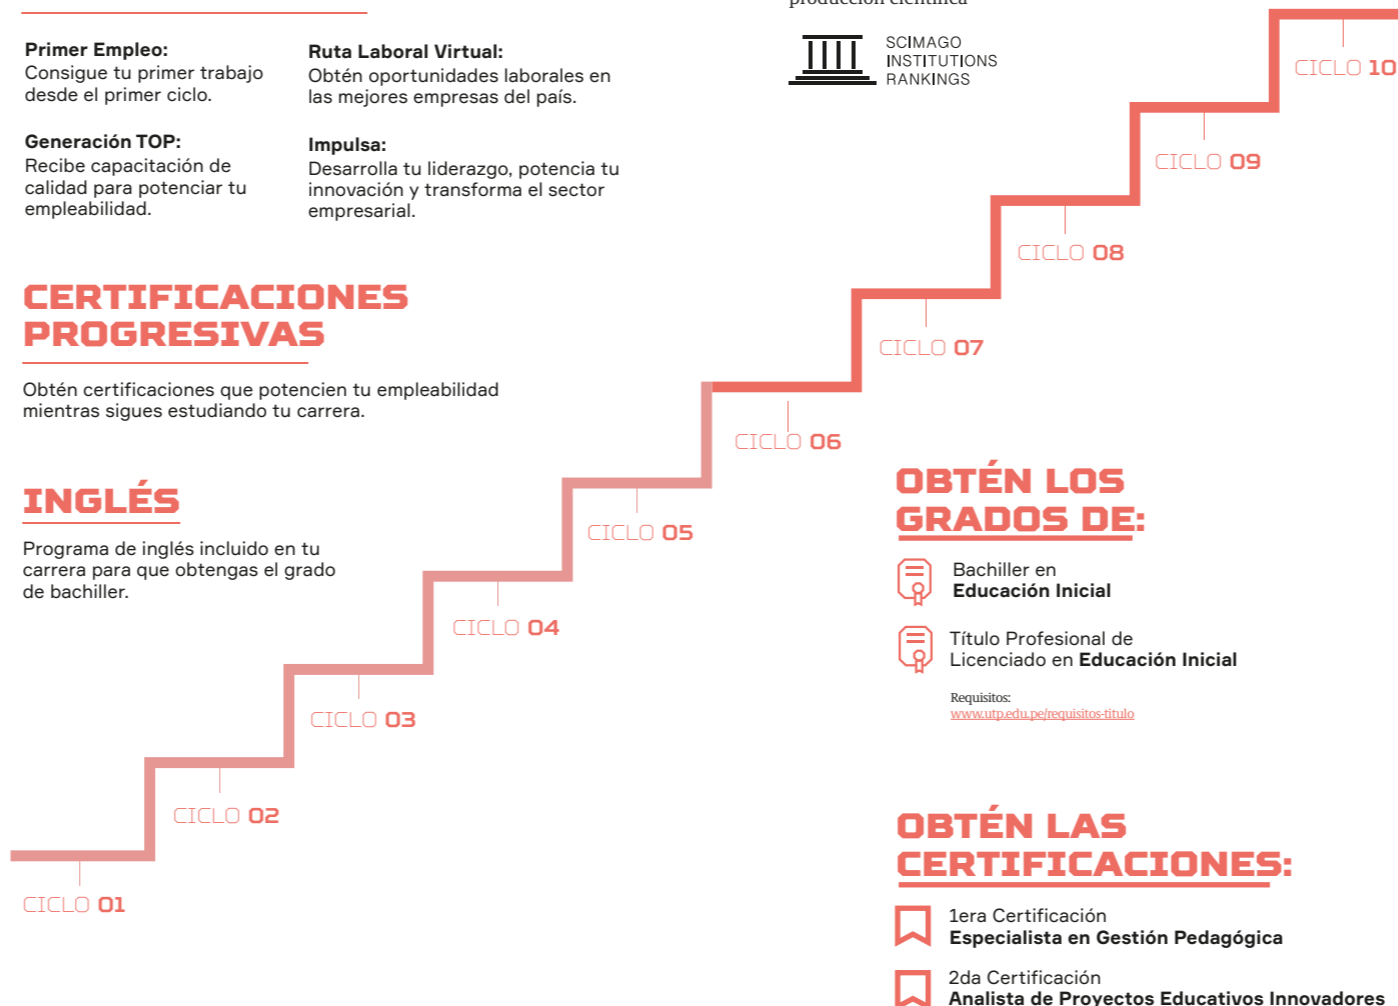 producción científica
SCIMAGO
INSTITUTIONS
RANKINGS
Primer Empleo:
Consigue tu primer trabajo
desde el primer ciclo.
Ruta Laboral Virtual:
Obtén oportunidades laborales en
las mejores empresas del país.
Generación TOP:
Recibe capacitación de
calidad para potenciar tu
empleabilidad.
Impulsa:
Desarrolla tu liderazgo, potencia tu
innovación y transforma el sector
empresarial.
CERTIFICACIONES
PROGRESIVAS
Obtén certificaciones que potencien tu empleabilidad
mientras sigues estudiando tu carrera.
INGLÉS
Programa de inglés incluido en tu
carrera para que obtengas el grado
de bachiller.
CICLO 01
CICLO 02
CICLO 03
CICLO 04
CICLO 05
CICLO 06
CICLO 07
CICLO 08
CICLO 09
CICLO 10
OBTÉN LOS
GRADOS DE:
Bachiller en
Educación Inicial
Título Profesional de
Licenciado en Educación Inicial
Requisitos:
www.utp.edu.pe/requisitos-titulo
OBTÉN LAS
CERTIFICACIONES:
1era Certificación
Especialista en Gestión Pedagógica
2da Certificación
Analista de Proyectos Educativos Innovadores